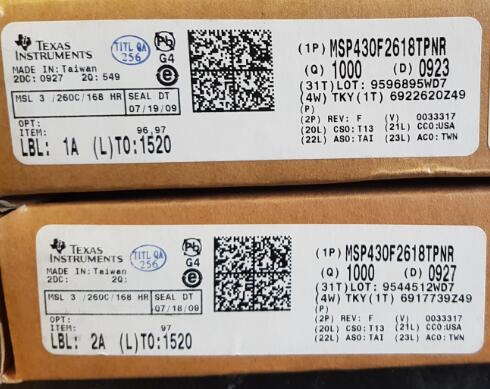 TEXAS INSTRUMENTS
TITL QA 256
Pb
G4
e
MADE IN: Taiwan
2DC: 0927 2Q: 549
MSL 3 /260C/168 HR SEAL DT
07/19/09
OPT:
ITEM: 96,97
LBL: 1A (L)TO:1520
(1P) MSP430F2618TPNR
(Q) 1000 (D) 0923
(31T)LOT: 9596895WD7
(4W) TKY(1T) 6922620Z49
(P)
(2P) REV: F (V) 0033317
(20L) CSO:T13 (21L) CCO:USA
(22L) ASO:TAI (23L) ACO:TWN
TEXAS INSTRUMENTS
TITL QA 256
Pb
G4
e
MADE IN: Taiwan
2DC: 2Q:
MSL 3 /260C/168 HR SEAL DT
07/18/09
OPT:
ITEM: 97
LBL: 2A (L)TO:1520
(1P) MSP430F2618TPNR
(Q) 1000 (D) 0927
(31T)LOT: 9544512WD7
(4W) TKY(1T) 6917739Z49
(P)
(2P) REV: F (V) 0033317
(20L) CSO:T13 (21L) CCO:USA
(22L) ASO:TAI (23L) ACO:TWN